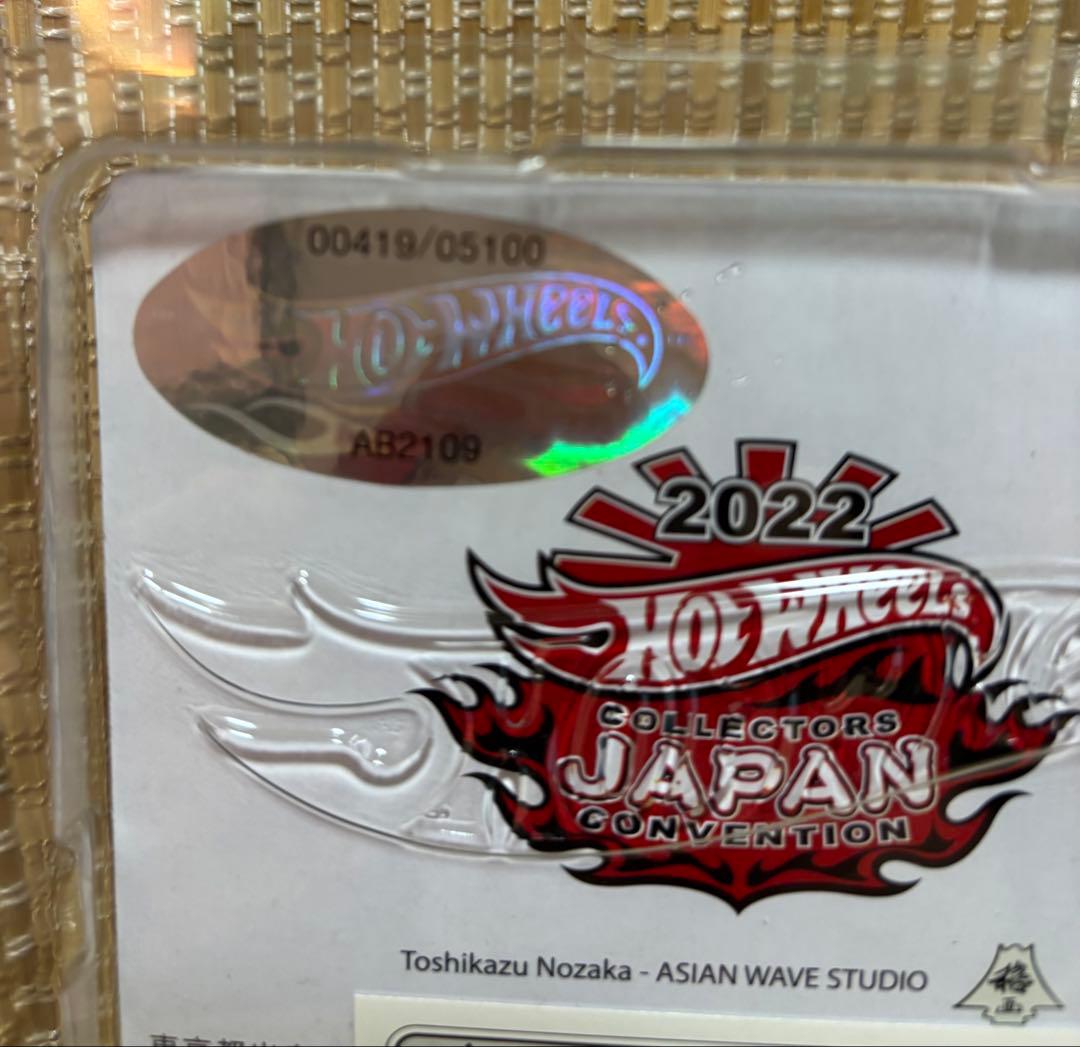 00419/05100
HOT WHEELS
AB2109
2022
HOT WHEELS
COLLECTORS
JAPAN
CONVENTION
Toshikazu Nozaka - ASIAN WAVE STUDIO